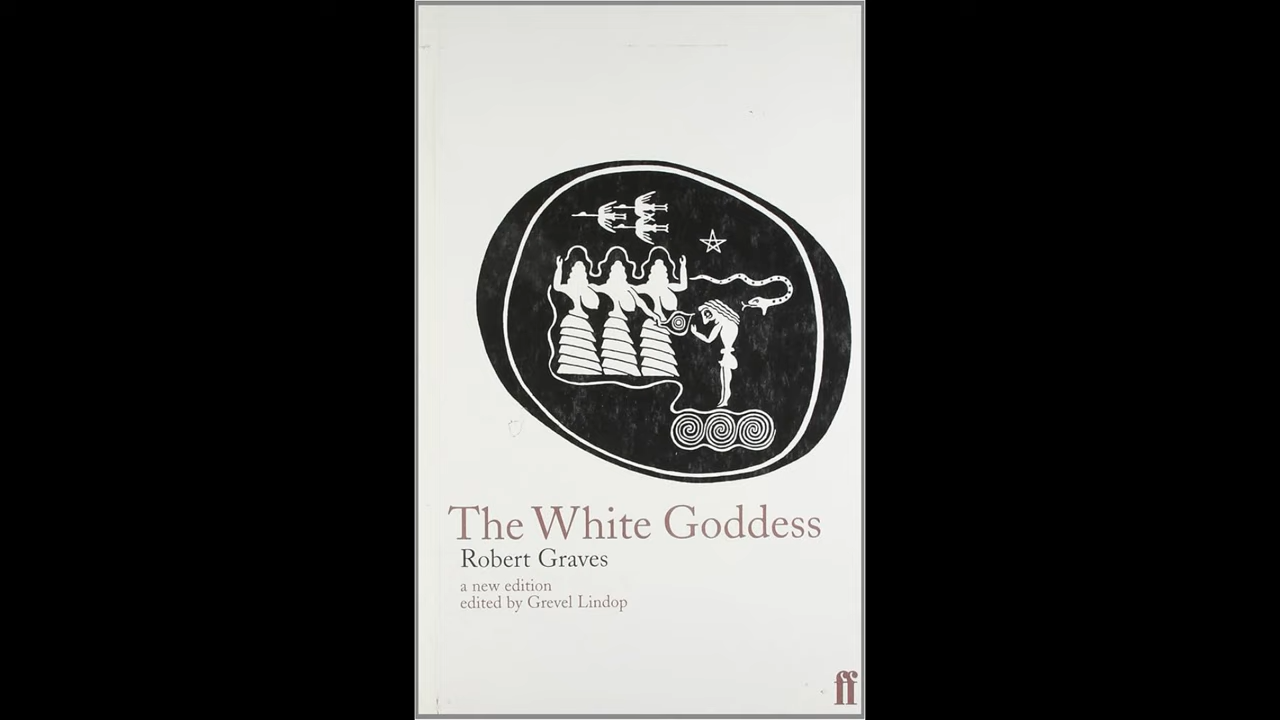 The White Goddess
Robert Graves
a new edition
edited by Grevel Lindop
ff